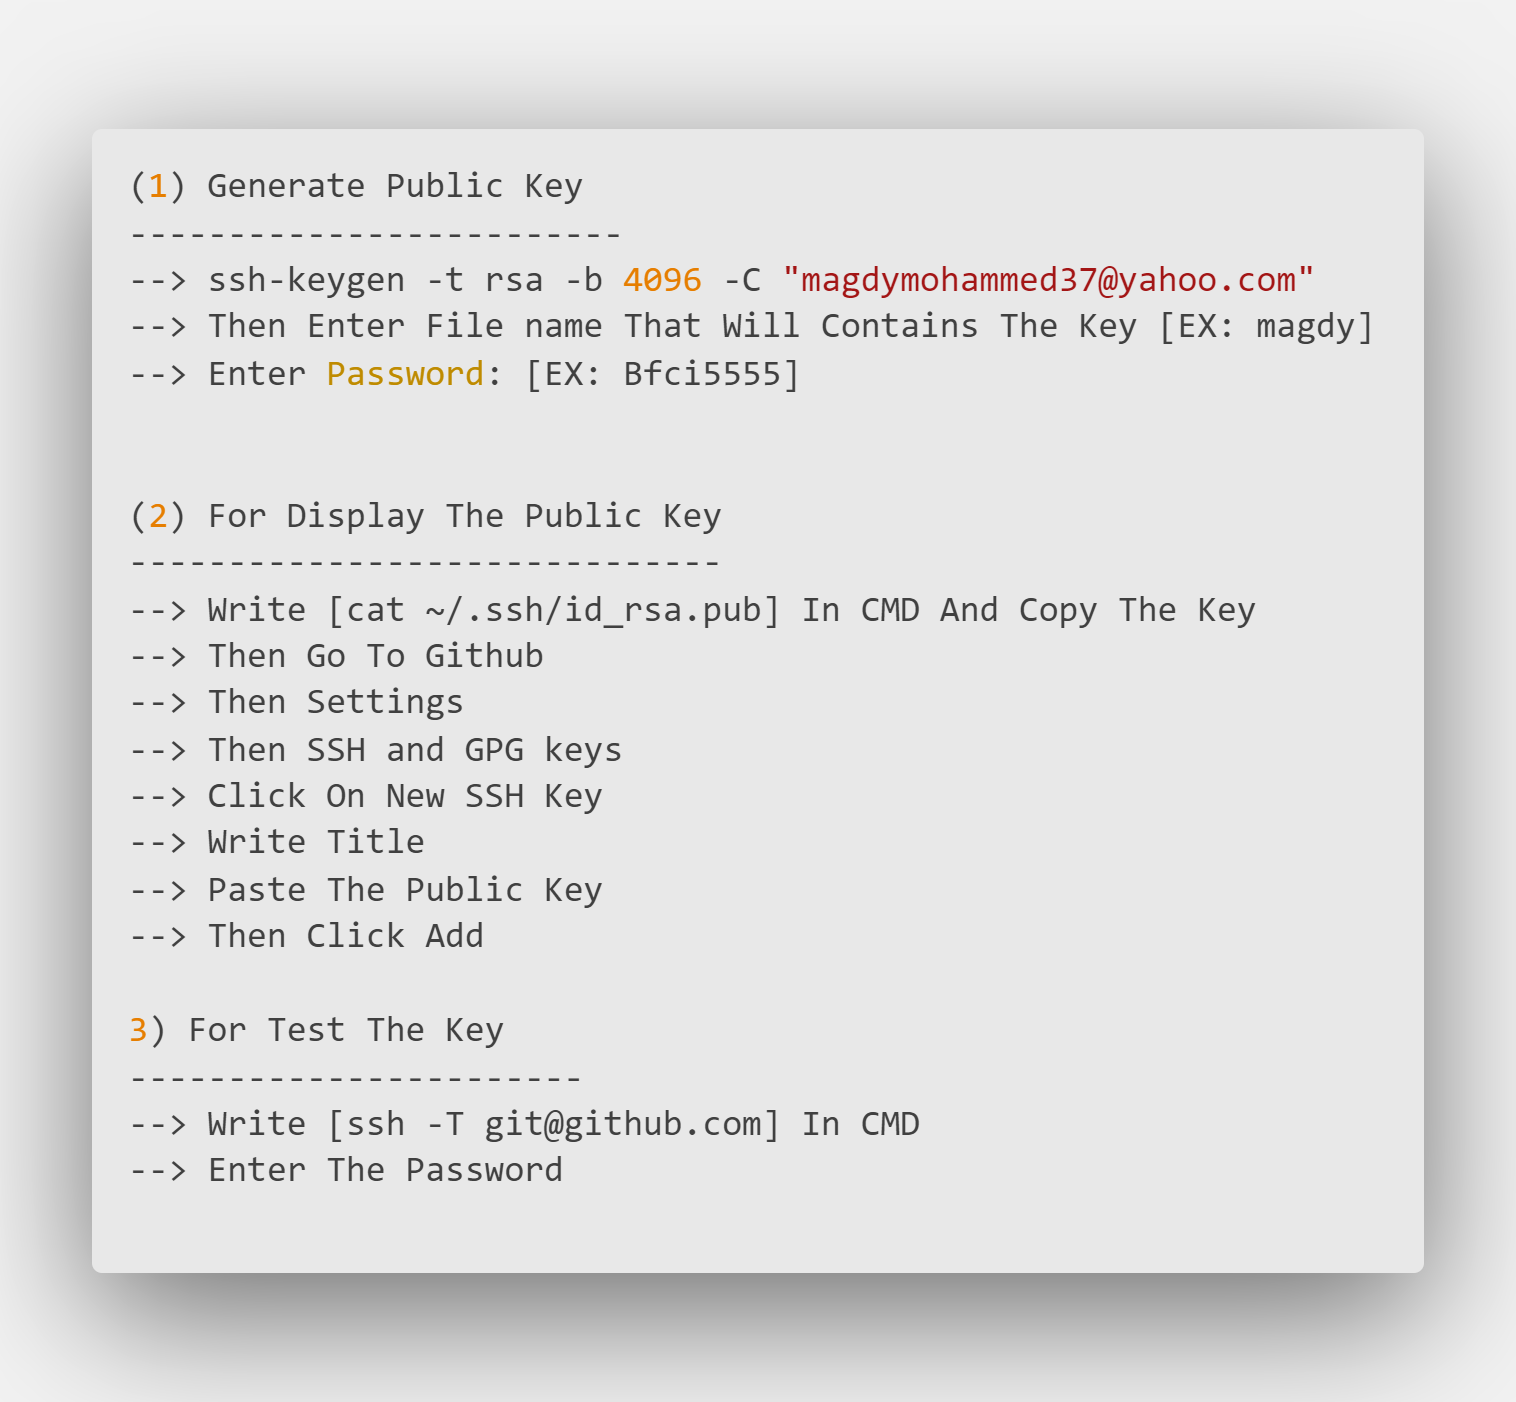 (1) Generate Public Key
-------------------------
--> ssh-keygen -t rsa -b 4096 -C "magdymohammed37@yahoo.com"
--> Then Enter File name That Will Contains The Key [EX: magdy]
--> Enter Password: [EX: Bfci5555]
(2) For Display The Public Key
------------------------------
--> Write [cat ~/.ssh/id_rsa.pub] In CMD And Copy The Key
--> Then Go To Github
--> Then Settings
--> Then SSH and GPG keys
--> Click On New SSH Key
--> Write Title
--> Paste The Public Key
--> Then Click Add
3) For Test The Key
-----------------------
--> Write [ssh -T git@github.com] In CMD
--> Enter The Password